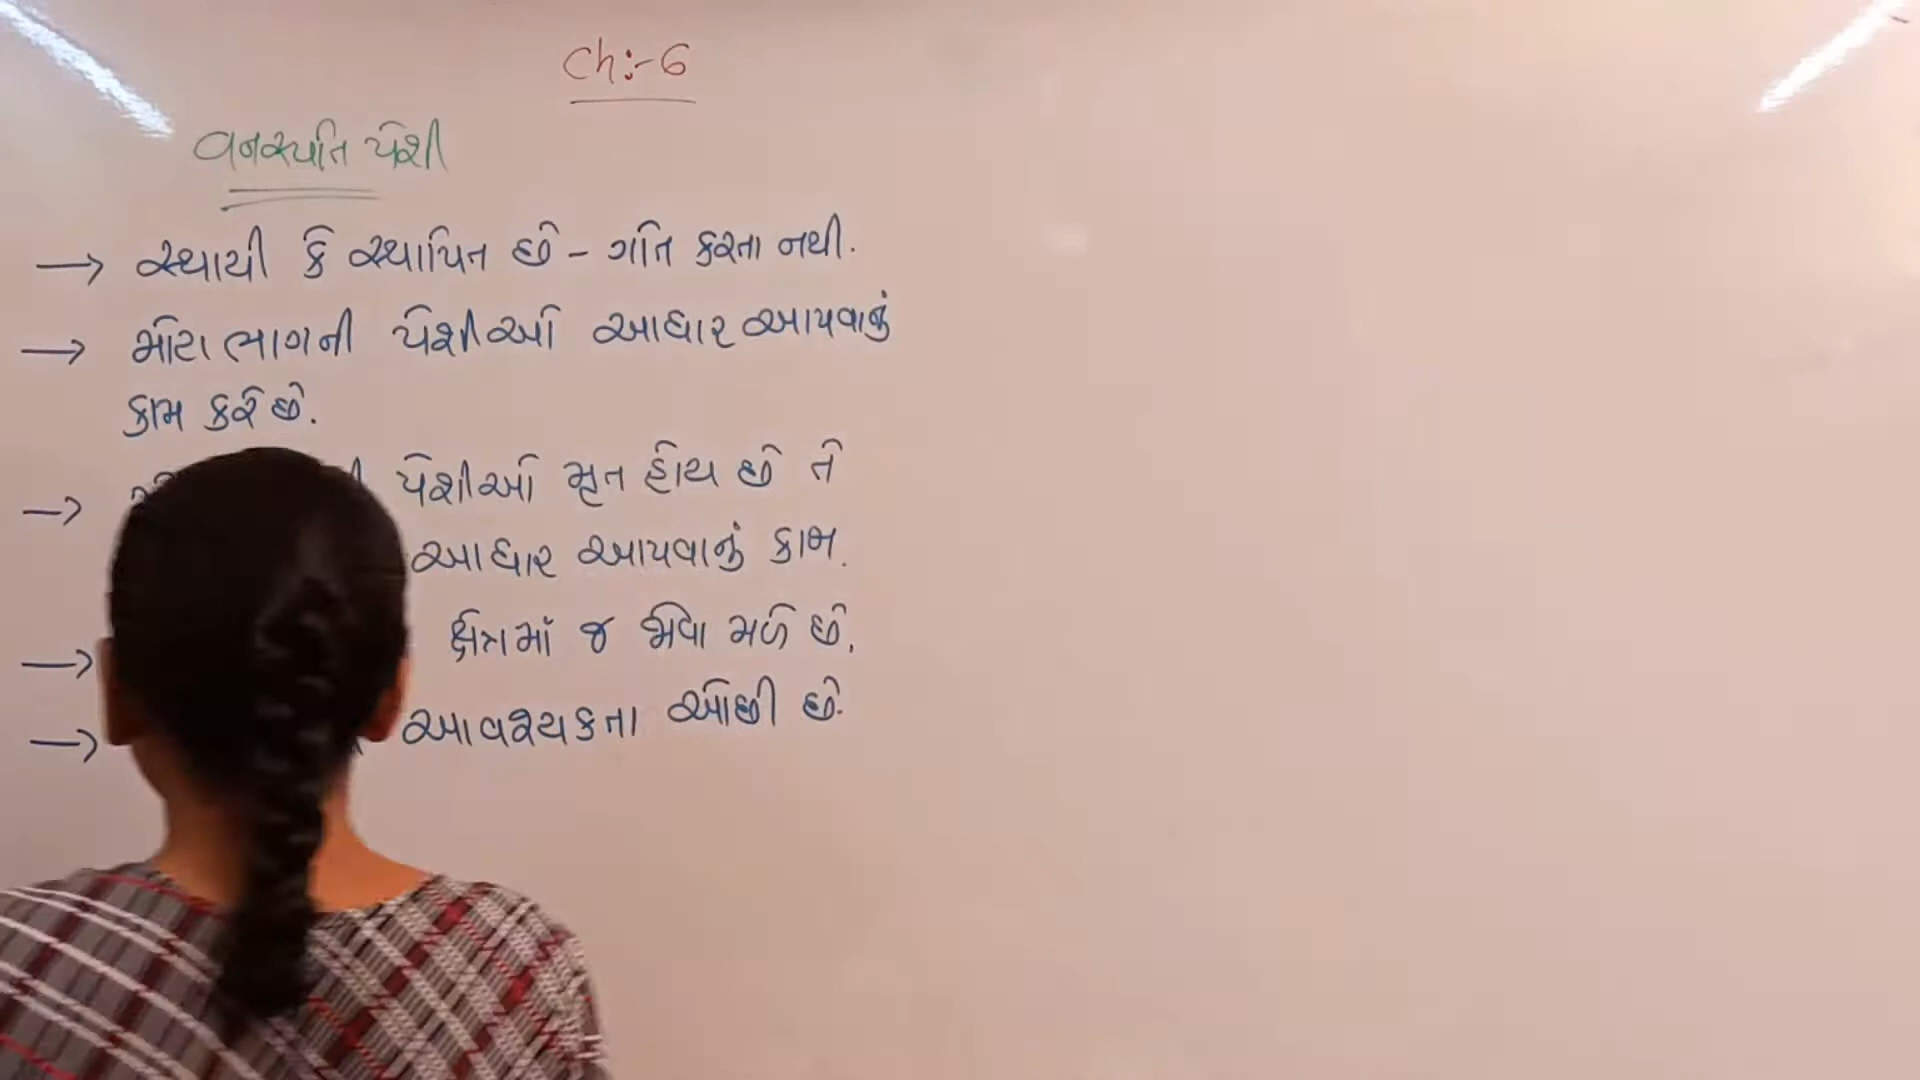 Ch:-6
વનસ્પતિ પેશી
→ સ્થાયી કે સ્થાપિત છે - ગતિ કરતા નથી.
→ મોટા ભાગની પેશીઓ આધાર આપવાનું
કામ કરે છે.
→ પેશીઓ મૃત હોય છે તે
આધાર આપવાનું કામ.
→ ક્ષેત્રમાં જ મળે છે.
→ આવશ્યકતા ઓછી છે.